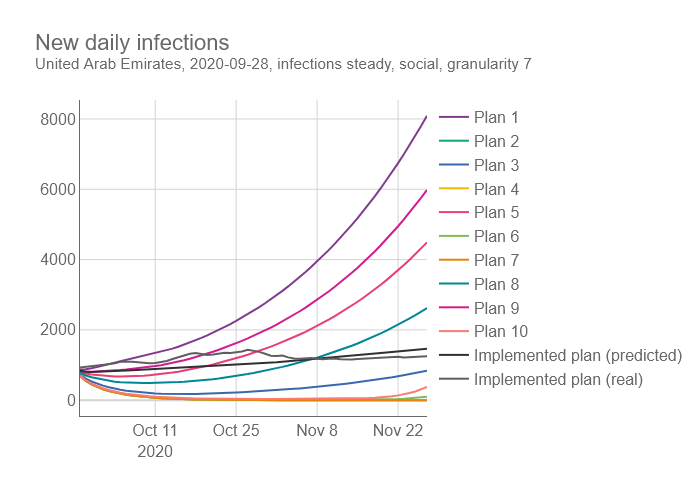 New daily infections
United Arab Emirates, 2020-09-28, infections steady, social, granularity 7
8000
6000
4000
2000
0
Oct 11
2020
Oct 25
Nov 8
Nov 22
Plan 1
Plan 2
Plan 3
Plan 4
Plan 5
Plan 6
Plan 7
Plan 8
Plan 9
Plan 10
Implemented plan (predicted)
Implemented plan (real)